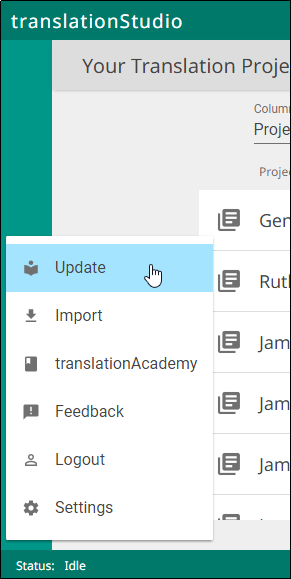 translationStudio
Your Translation Proje
Colum
Proje
Proje
Gen
Update
Ruth
Import
Jam
translationAcademy
Feedback
Jam
Logout
Jam
Settings
Status: Idle